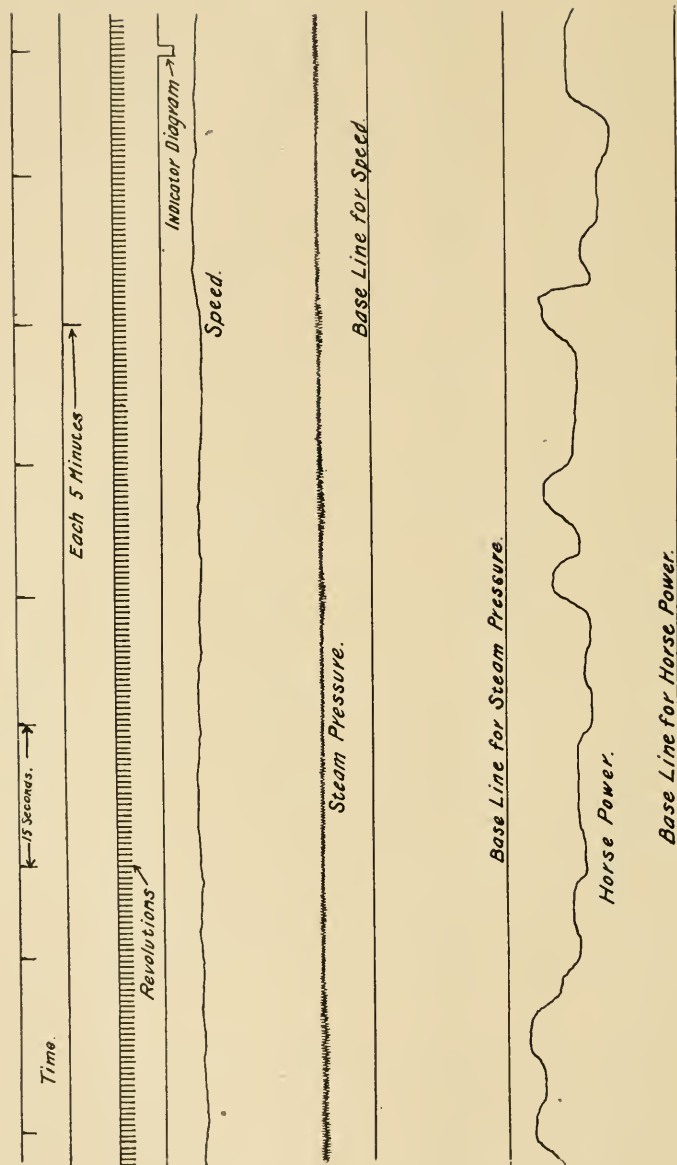 Time.
15 Seconds.
Each 5 Minutes
Revolutions
INDICATOR Diagram
Speed.
Steam Pressure.
Base Line for Speed.
Base Line for Steam Pressure.
Horse Power.
Base Line for Horse Power.